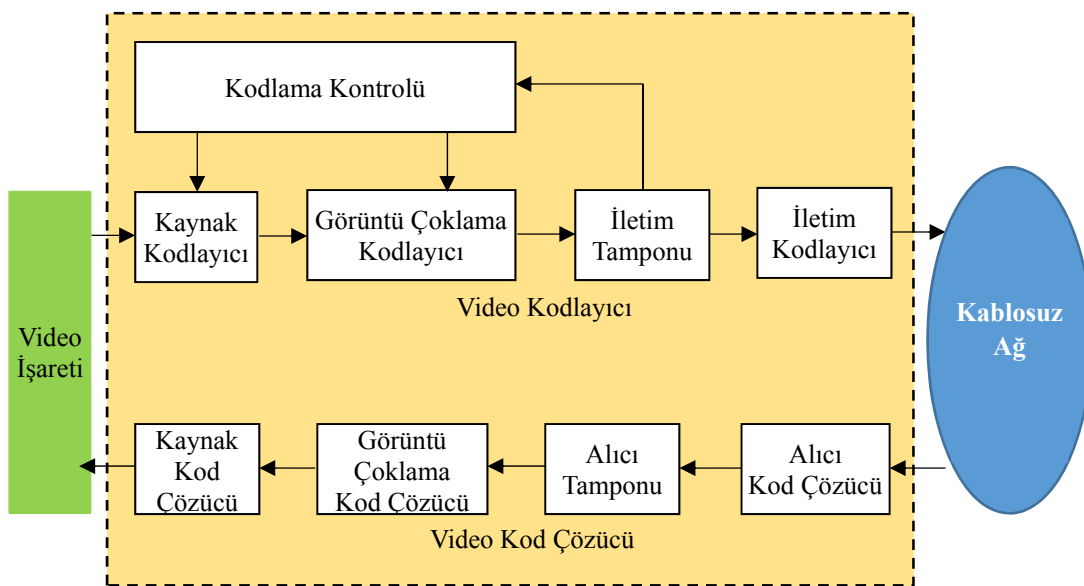 Kodlama Kontrolü
Kaynak
Kodlayıcı
Görüntü Çoklama
Kodlayıcı
İletim
Tamponu
İletim
Kodlayıcı
Video Kodlayıcı
Video
İşareti
Kablosuz
Ağ
Kaynak
Kod
Çözücü
Görüntü
Çoklama
Kod Çözücü
Alıcı
Tamponu
Alıcı
Kod Çözücü
Video Kod Çözücü